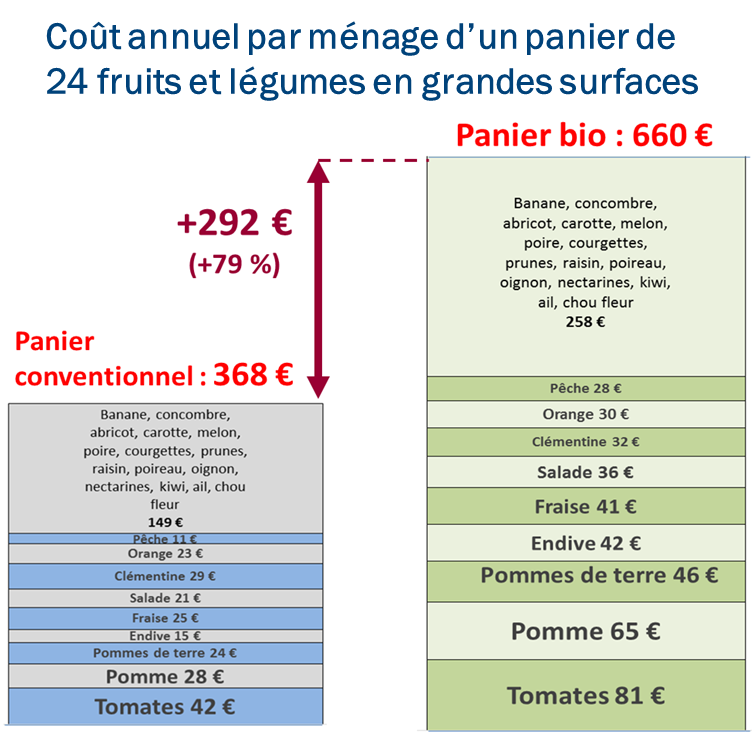 Coût annuel par ménage d’un panier de
24 fruits et légumes en grandes surfaces
Panier bio : 660 €
+292 €
(+79 %)
Panier
conventionnel : 368 €
Banane, concombre,
abricot, carotte, melon,
poire, courgettes, prunes,
raisin, poireau, oignon,
nectarines, kiwi, ail, chou
fleur
149 €
Pêche 11 €
Orange 23 €
Clémentine 29 €
Salade 21 €
Fraise 25 €
Endive 15 €
Pommes de terre 24 €
Pomme 28 €
Tomates 42 €
Banane, concombre,
abricot, carotte, melon,
poire, courgettes,
prunes, raisin, poireau,
oignon, nectarines, kiwi,
ail, chou fleur
258 €
Pêche 28 €
Orange 30 €
Clémentine 32 €
Salade 36 €
Fraise 41 €
Endive 42 €
Pommes de terre 46 €
Pomme 65 €
Tomates 81 €